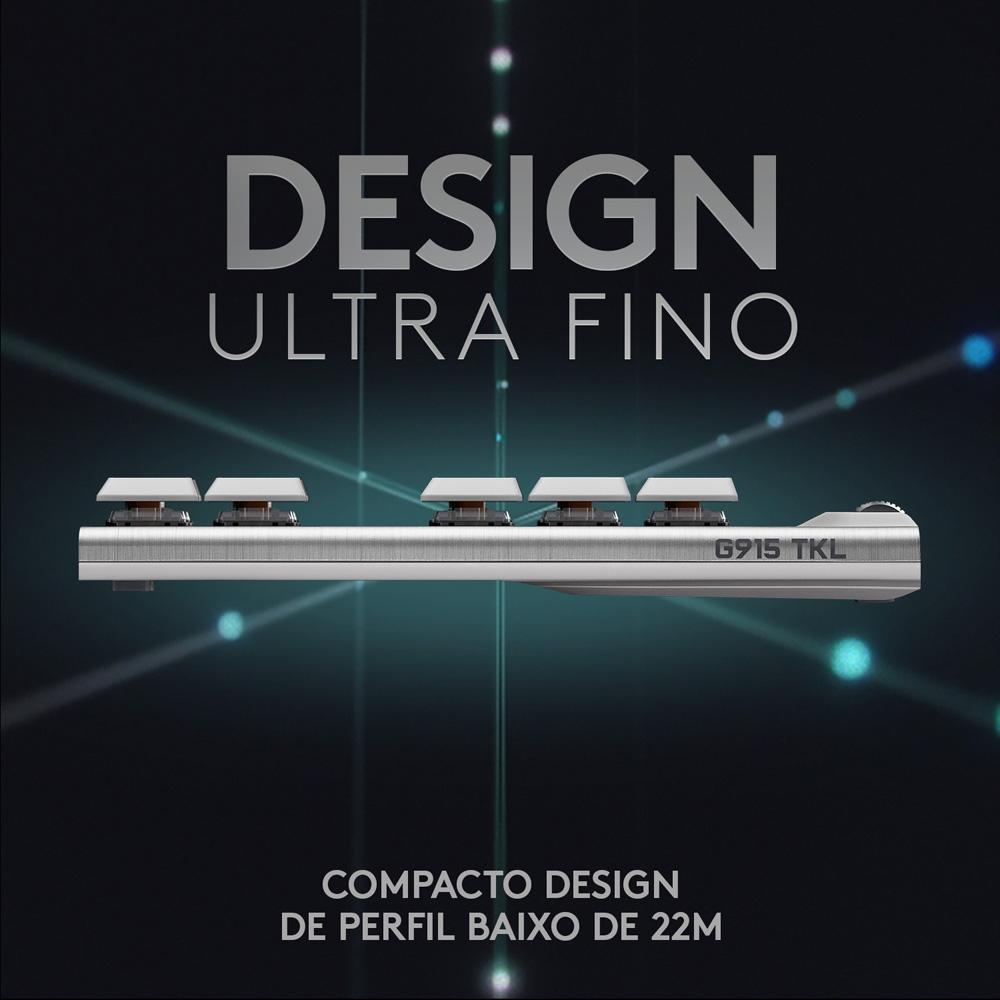 DESIGN
ULTRA FINO
G915 TKL
COMPACTO DESIGN
DE PERFIL BAIXO DE 22M